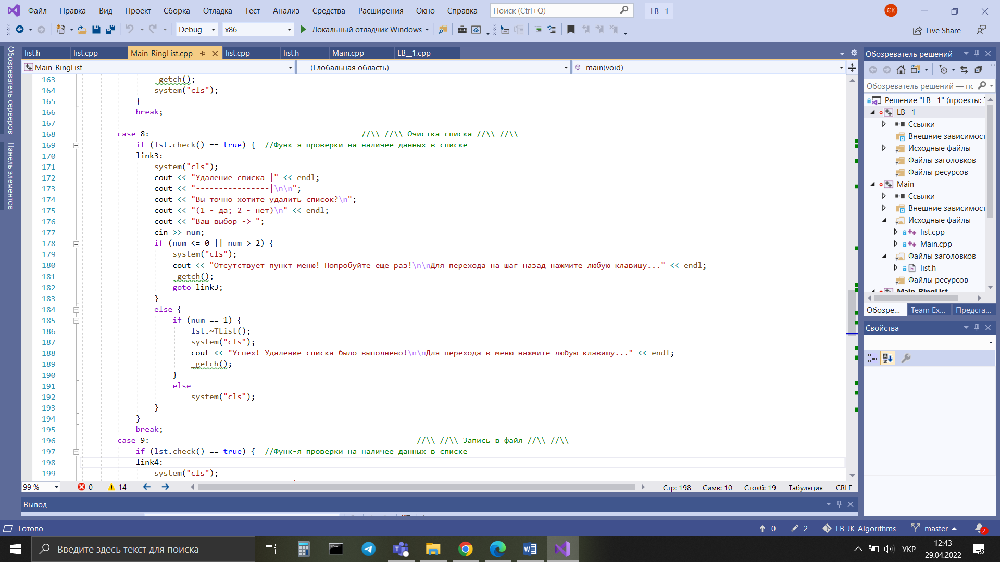 Файл Правка Вид Проект Сборка Отладка Тест Анализ Средства Расширения Окно Справка Поиск (Ctrl+Q) LB__1 ЄК
Debug x86 Локальный отладчик Windows Live Share
Обозреватель серверов
Панель элементов
list.h list.cpp Main_RingList.cpp list.cpp list.h Main.cpp LB__1.cpp
Main_RingList (Глобальная область) main(void)
163 _getch();
164 system("cls");
165 }
166 break;
167
168 case 8: //\\ //\\ Очистка списка //\\ //\\
169 if (lst.check() == true) { //Функ-я проверки на наличее данных в списке
170 link3:
171 system("cls");
172 cout << "Удаление списка |" << endl;
173 cout << "----------------|\n\n";
174 cout << "Вы точно хотите удалить список?\n";
175 cout << "(1 - да; 2 - нет)\n" << endl;
176 cout << "Ваш выбор -> ";
177 cin >> num;
178 if (num <= 0 || num > 2) {
179 system("cls");
180 cout << "Отсутствует пункт меню! Попробуйте еще раз!\n\nДля перехода на шаг назад нажмите любую клавишу..." << endl;
181 _getch();
182 goto link3;
183 }
184 else {
185 if (num == 1) {
186 lst.~TList();
187 system("cls");
188 cout << "Успех! Удаление списка было выполнено!\n\nДля перехода в меню нажмите любую клавишу..." << endl;
189 _getch();
190 }
191 else
192 system("cls");
193 }
194 }
195 break;
196 case 9: //\\ //\\ Запись в файл //\\ //\\
197 if (lst.check() == true) { //Функ-я проверки на наличее данных в списке
198 link4:
199 system("cls");
99 % 0 14 Стр: 198 Симв: 10 Столб: 19 Табуляция CRLF
Вывод
Обозреватель решений
Обозреватель решений — пс
Решение "LB__1" (проекты: 3
LB__1
Ссылки
Внешние зависимост
Исходные файлы
Файлы заголовков
Файлы ресурсов
Main
Ссылки
Внешние зависимост
Исходные файлы
list.cpp
Main.cpp
Файлы заголовков
list.h
Файлы ресурсов
Main_RingList
Обозре... Team Ex... Предста...
Свойства
Готово 0 2 LB_JK_Algorithms master 2
Введите здесь текст для поиска УКР 12:43
29.04.2022